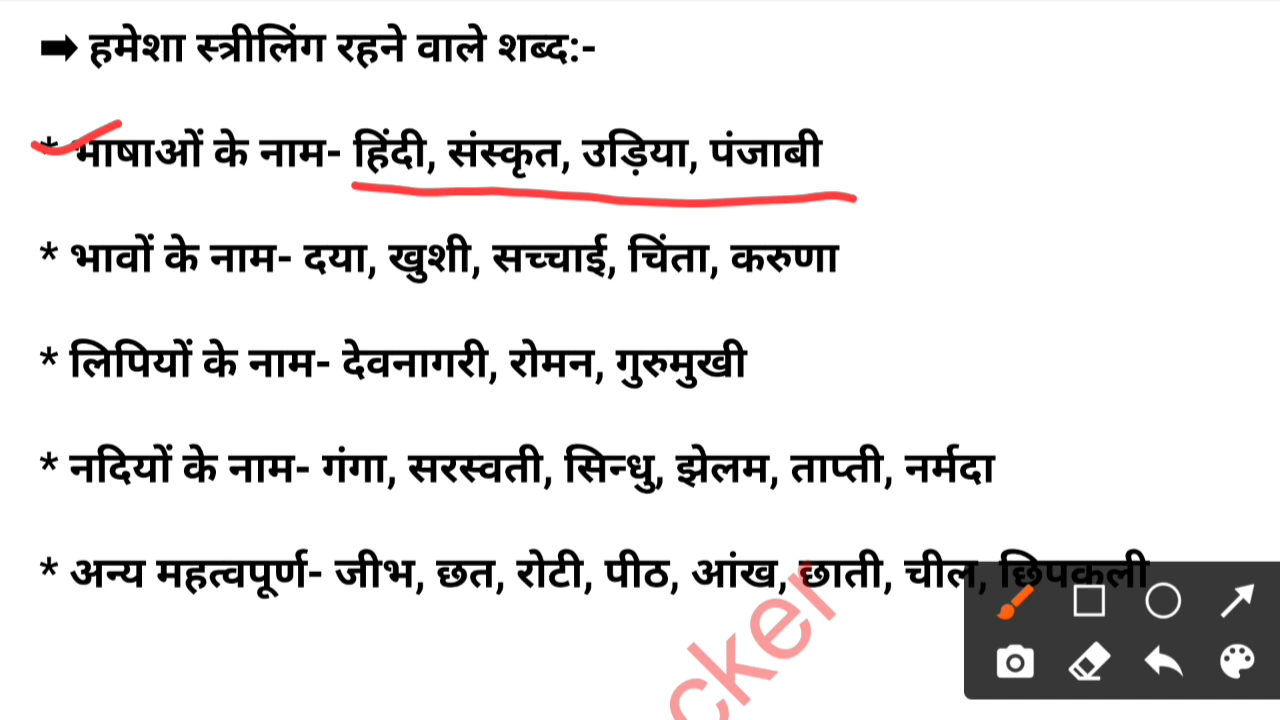 ➡ हमेशा स्त्रीलिंग रहने वाले शब्द:-
* भाषाओं के नाम- हिंदी, संस्कृत, उड़िया, पंजाबी
* भावों के नाम- दया, खुशी, सच्चाई, चिंता, करुणा
* लिपियों के नाम- देवनागरी, रोमन, गुरुमुखी
* नदियों के नाम- गंगा, सरस्वती, सिन्धु, झेलम, ताप्ती, नर्मदा
* अन्य महत्वपूर्ण- जीभ, छत, रोटी, पीठ, आंख, छाती, चील, छिपकली
cker